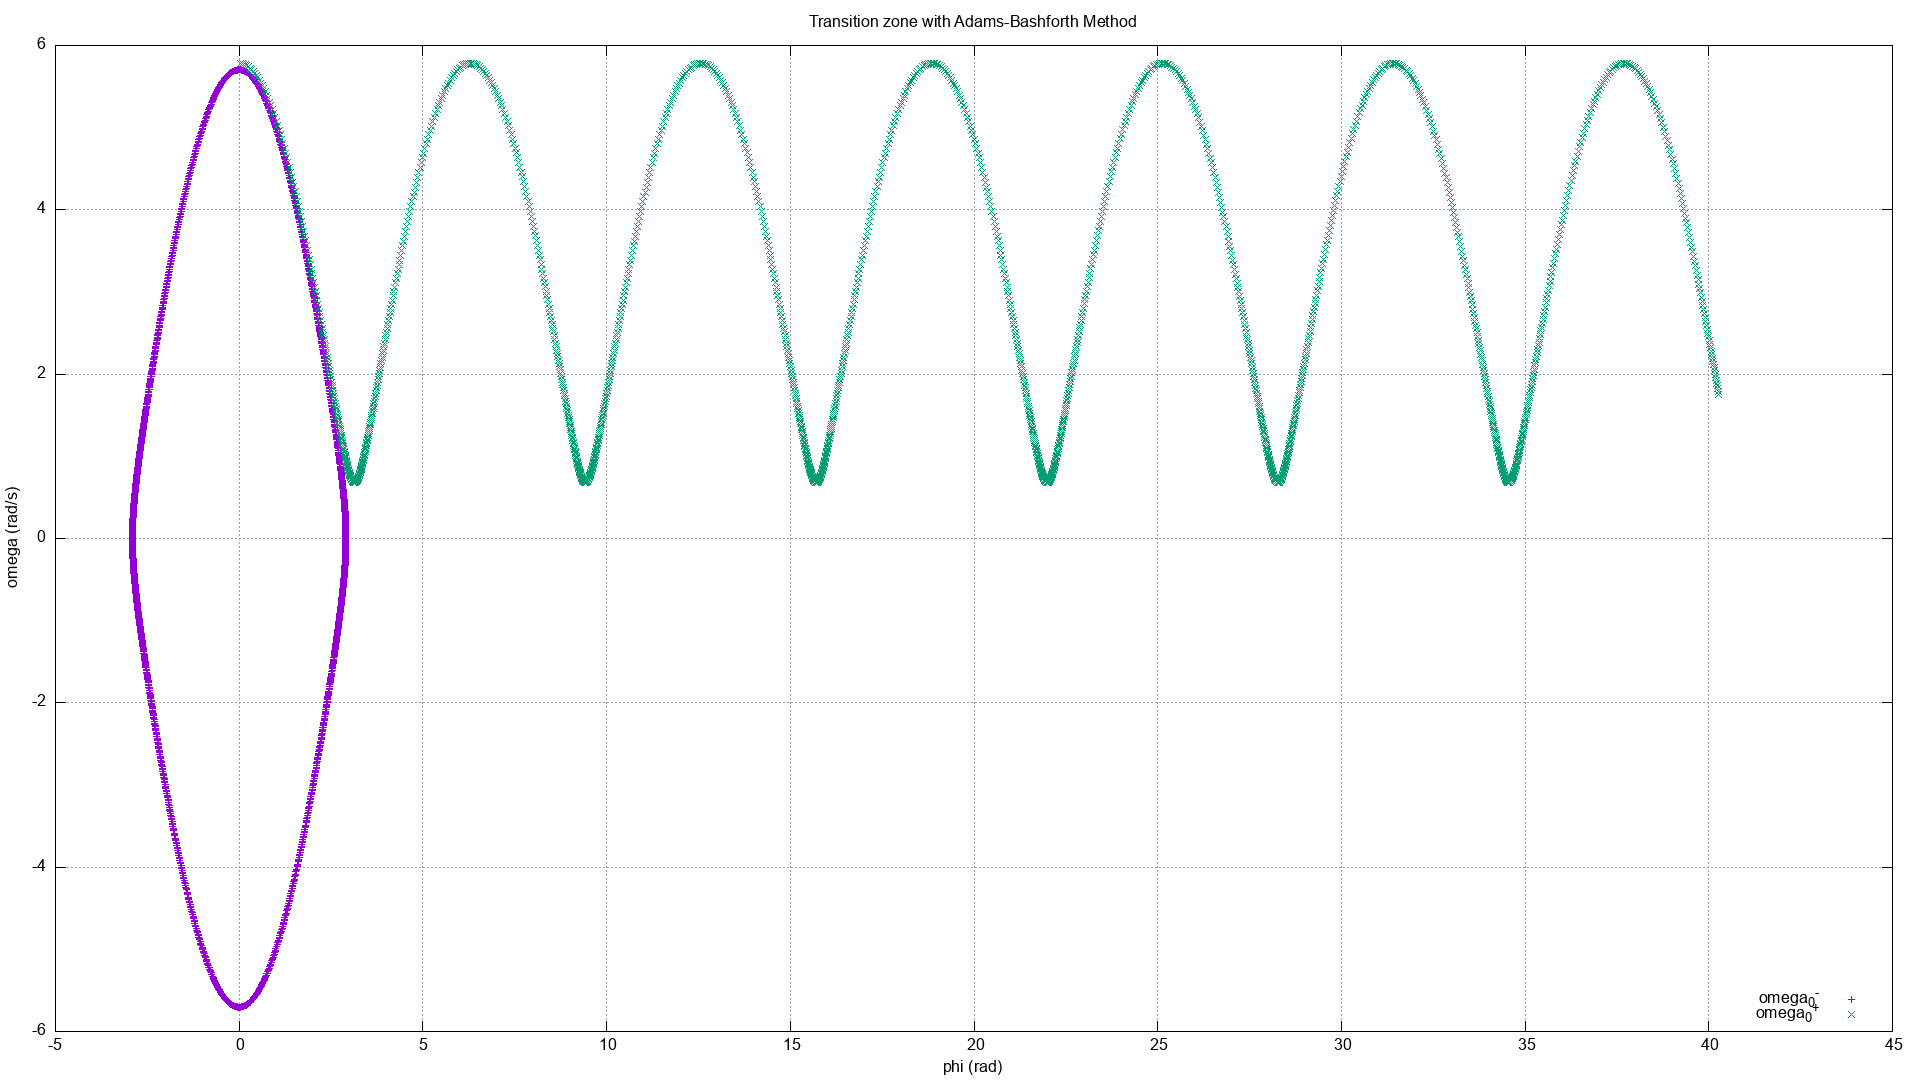 Transition zone with Adams-Bashforth Method
6
4
2
0
-2
-4
-6
omega (rad/s)
-5 0 5 10 15 20 25 30 35 40 45
phi (rad)
omega0-
omega0+